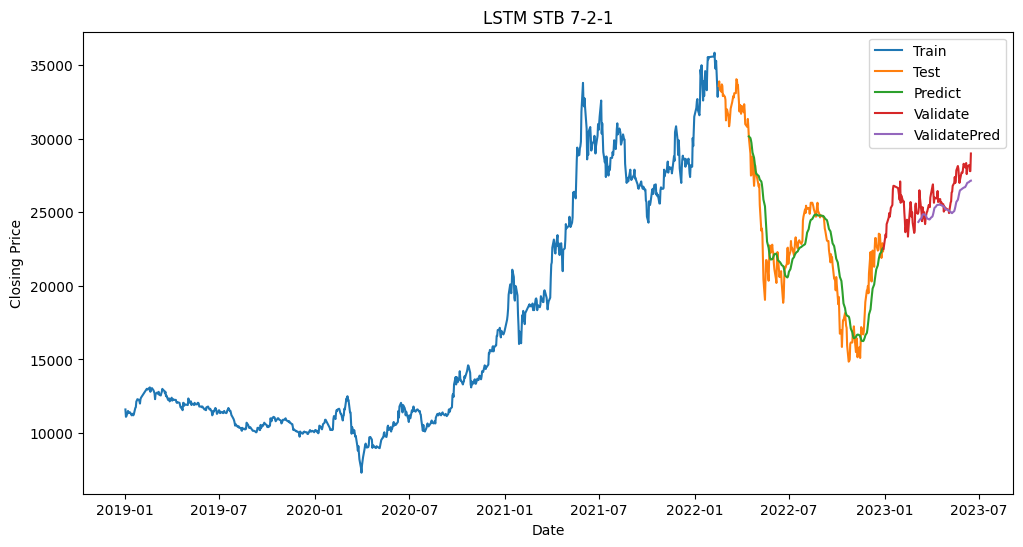 LSTM STB 7-2-1
Train
Test
Predict
Validate
ValidatePred
Closing Price
35000
30000
25000
20000
15000
10000
2019-01 2019-07 2020-01 2020-07 2021-01 2021-07 2022-01 2022-07 2023-01 2023-07
Date